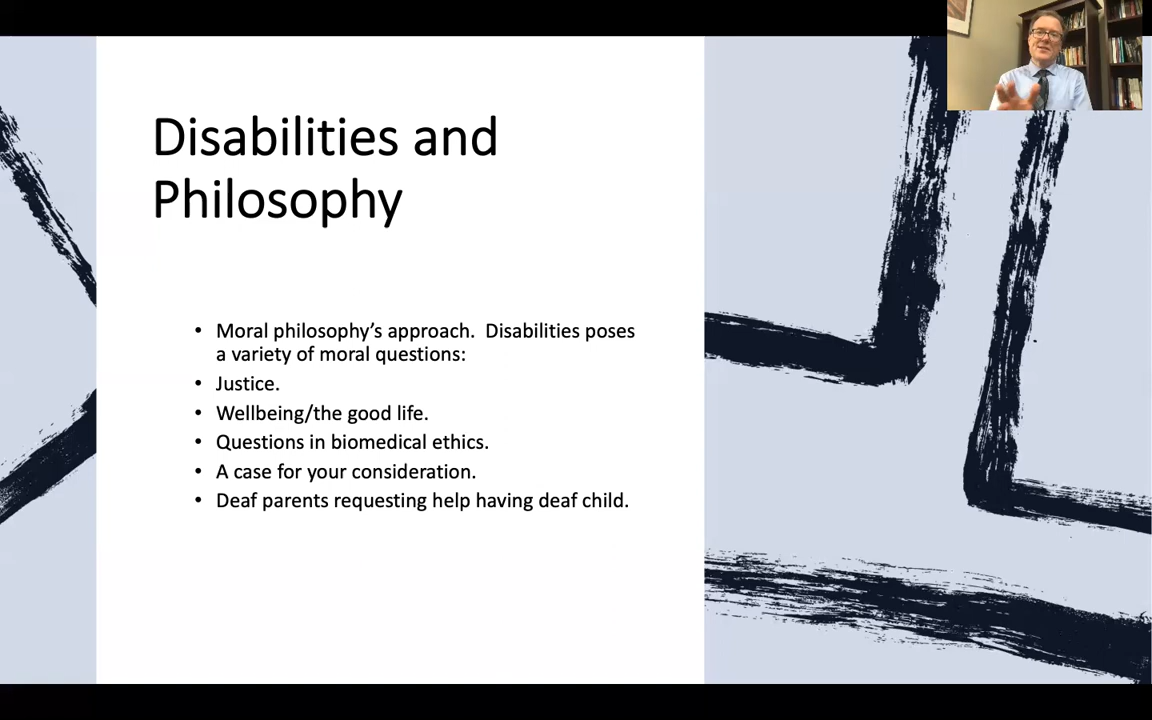 Disabilities and
Philosophy
• Moral philosophy's approach.  Disabilities poses
a variety of moral questions:
• Justice.
• Wellbeing/the good life.
• Questions in biomedical ethics.
• A case for your consideration.
• Deaf parents requesting help having deaf child.